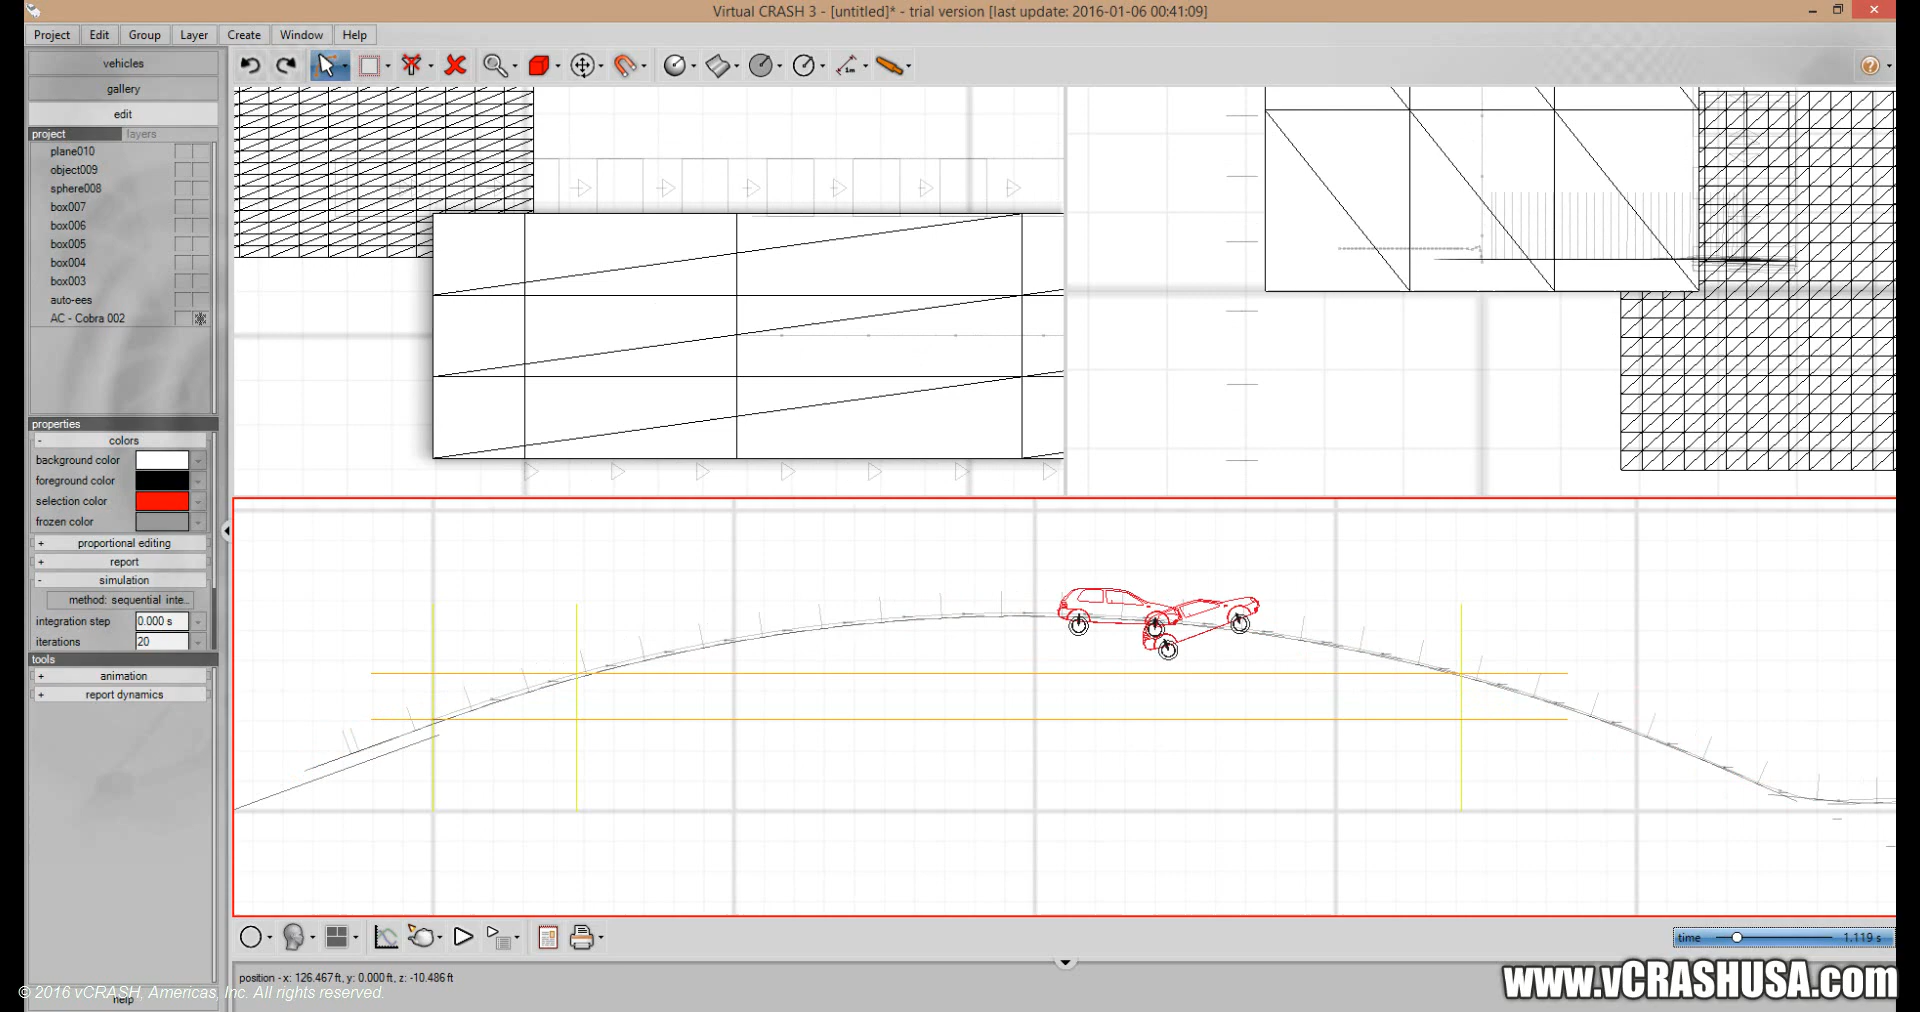 Virtual CRASH 3 - [untitled]* - trial version [last update: 2016-01-06 00:41:09]
Project Edit Group Layer Create Window Help
vehicles
gallery
edit
project layers
plane010
object009
sphere008
box007
box006
box005
box004
box003
auto-ees
AC - Cobra 002
properties
- colors
background color
foreground color
selection color
frozen color
+ proportional editing
+ report
- simulation
method: sequential inte..
integration step 0.000 s
iterations 20
tools
+ animation
+ report dynamics
1m
time 1.119 s
position - x: 126.467 ft, y: 0.000 ft, z: -10.486 ft
www.vCRASHUSA.com
© 2016 vCRASH, Americas, Inc. All rights reserved.
help